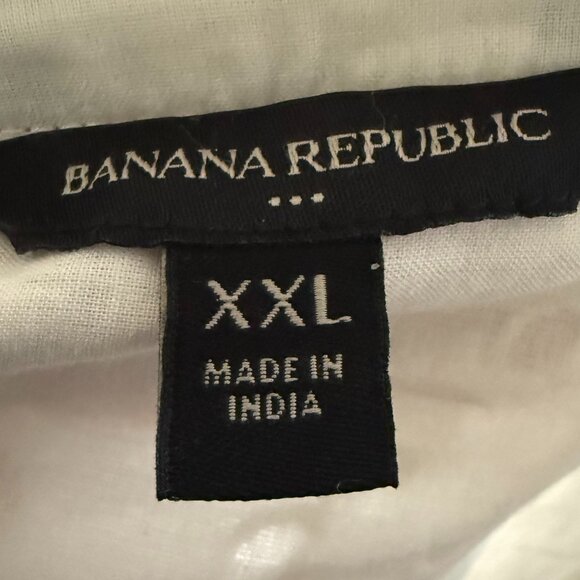 BANANA REPUBLIC
...
XXL
MADE IN
INDIA